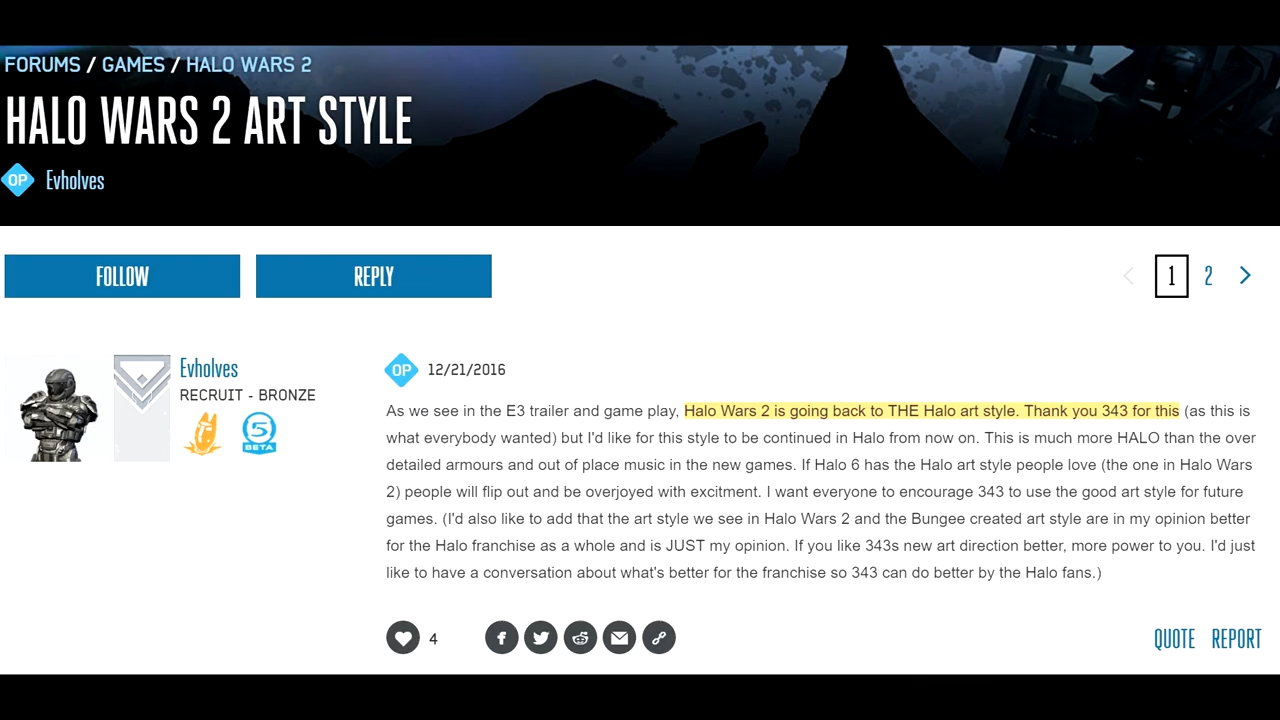 FORUMS / GAMES / HALO WARS 2
HALO WARS 2 ART STYLE
OP Evholves
FOLLOW
REPLY
1 2
Evholves
RECRUIT - BRONZE
5
BETA
OP 12/21/2016
As we see in the E3 trailer and game play, Halo Wars 2 is going back to THE Halo art style. Thank you 343 for this (as this is
what everybody wanted) but I'd like for this style to be continued in Halo from now on. This is much more HALO than the over
detailed armours and out of place music in the new games. If Halo 6 has the Halo art style people love (the one in Halo Wars
2) people will flip out and be overjoyed with excitment. I want everyone to encourage 343 to use the good art style for future
games. (I'd also like to add that the art style we see in Halo Wars 2 and the Bungee created art style are in my opinion better
for the Halo franchise as a whole and is JUST my opinion. If you like 343s new art direction better, more power to you. I'd just
like to have a conversation about what's better for the franchise so 343 can do better by the Halo fans.)
4
QUOTE REPORT